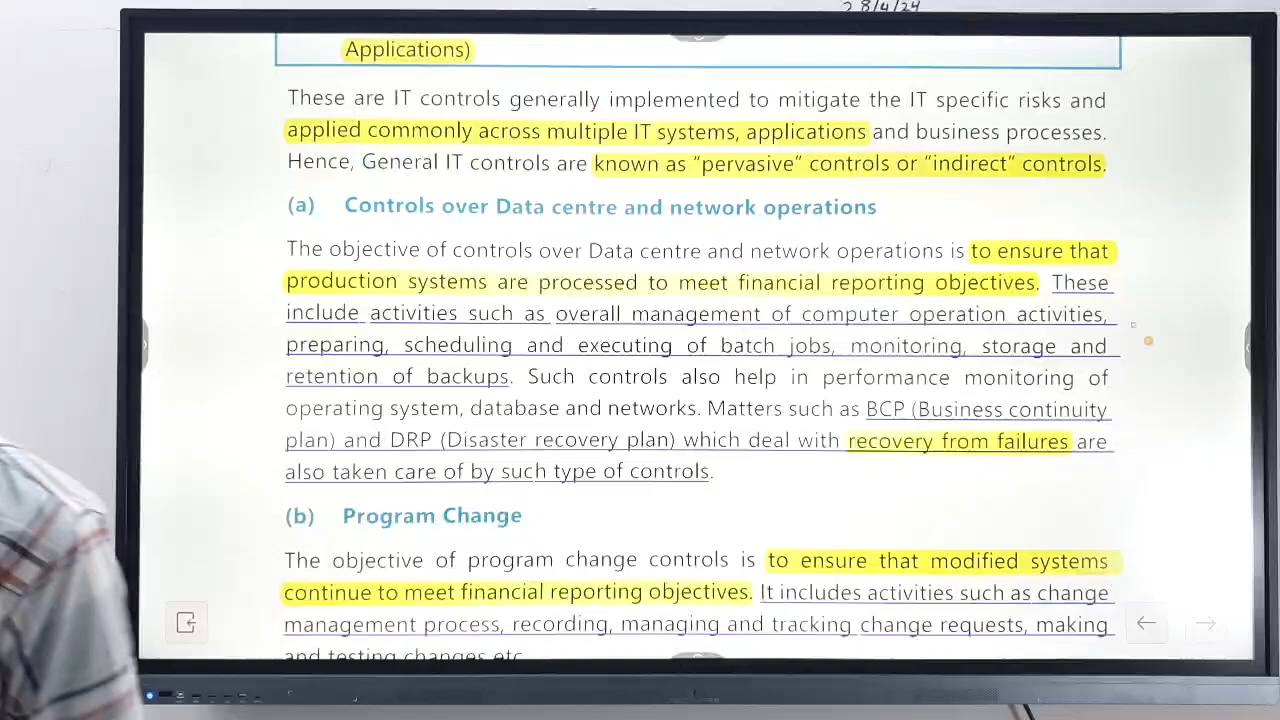 28/4/24
Applications)
These are IT controls generally implemented to mitigate the IT specific risks and
applied commonly across multiple IT systems, applications and business processes.
Hence, General IT controls are known as “pervasive” controls or “indirect” controls.
(a) Controls over Data centre and network operations
The objective of controls over Data centre and network operations is to ensure that
production systems are processed to meet financial reporting objectives. These
include activities such as overall management of computer operation activities,
preparing, scheduling and executing of batch jobs, monitoring, storage and
retention of backups. Such controls also help in performance monitoring of
operating system, database and networks. Matters such as BCP (Business continuity
plan) and DRP (Disaster recovery plan) which deal with recovery from failures are
also taken care of by such type of controls.
(b) Program Change
The objective of program change controls is to ensure that modified systems
continue to meet financial reporting objectives. It includes activities such as change
management process, recording, managing and tracking change requests, making
and testing changes etc